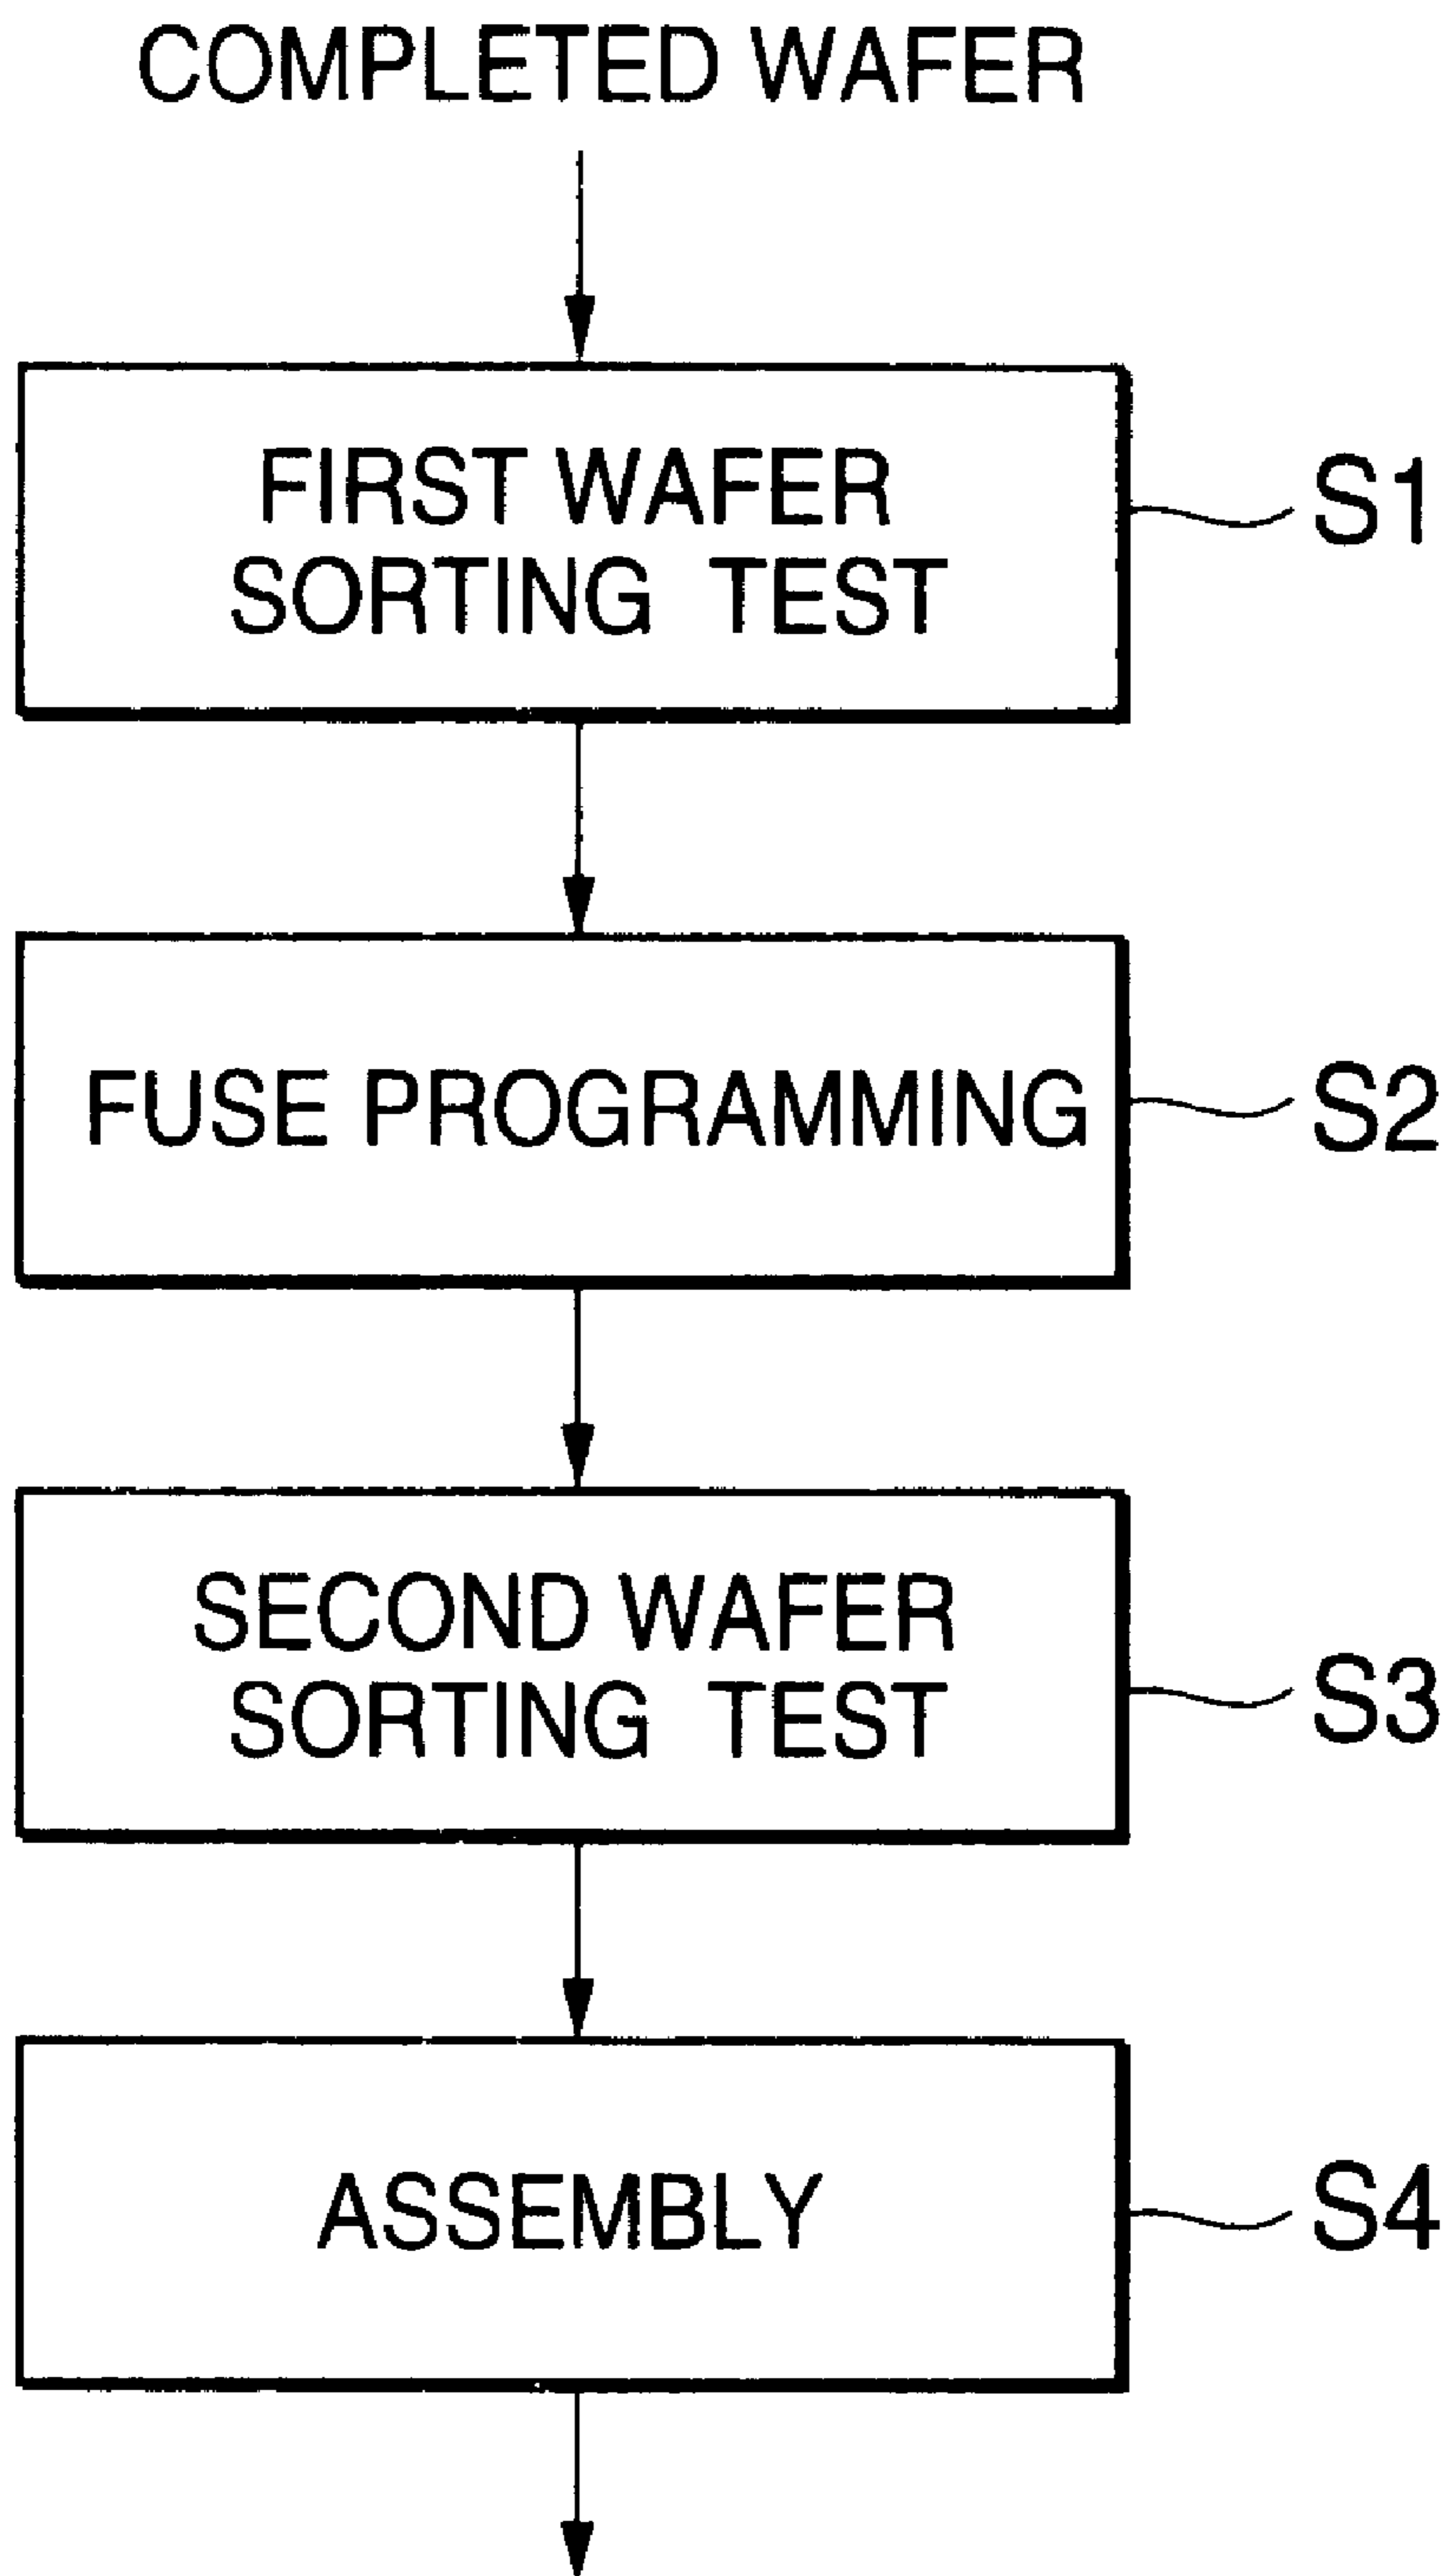 COMPLETED WAFER
FIRST WAFER
SORTING TEST
S1
FUSE PROGRAMMING
S2
SECOND WAFER
SORTING TEST
S3
ASSEMBLY
S4